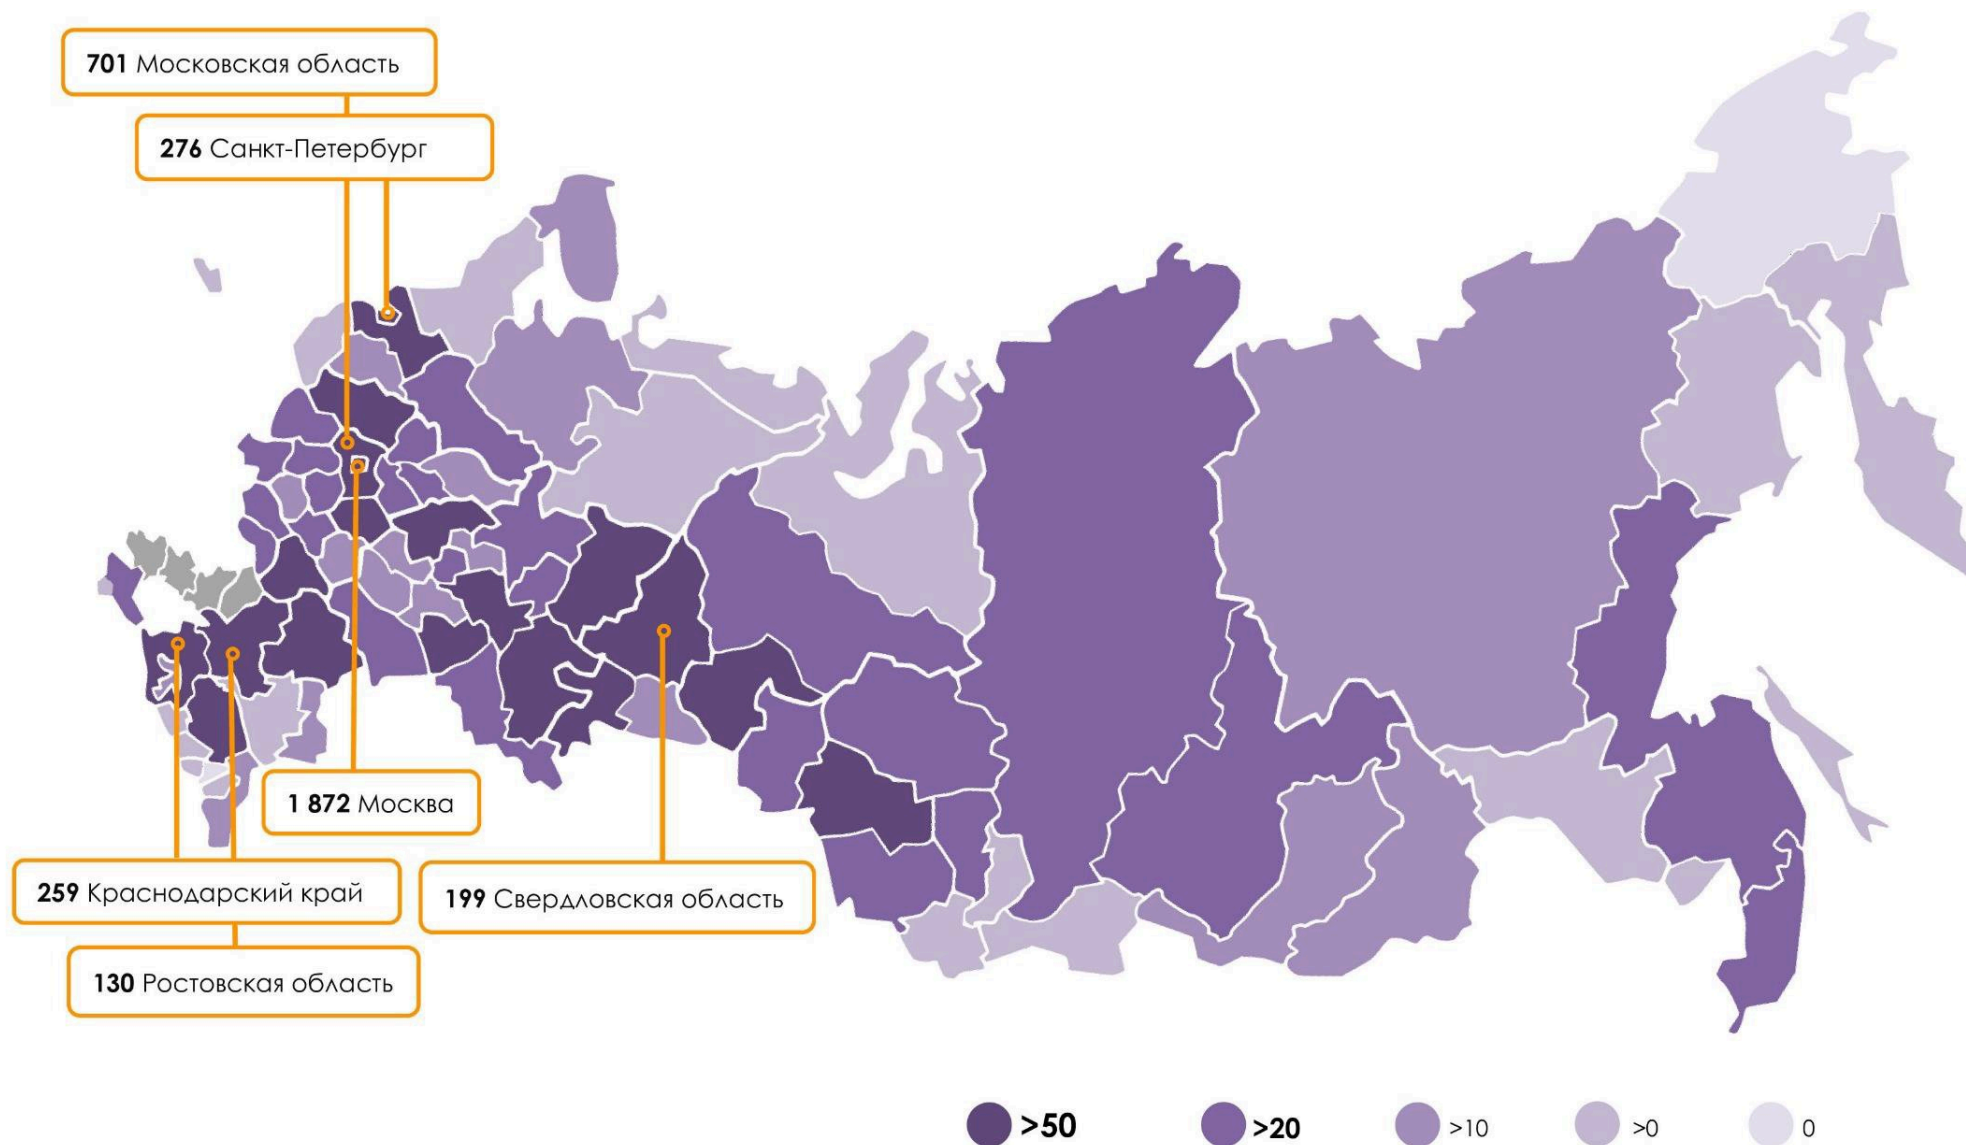 701 Московская область
276 Санкт-Петербург
1 872 Москва
259 Краснодарский край
199 Свердловская область
130 Ростовская область
>50
>20
>10
>0
0